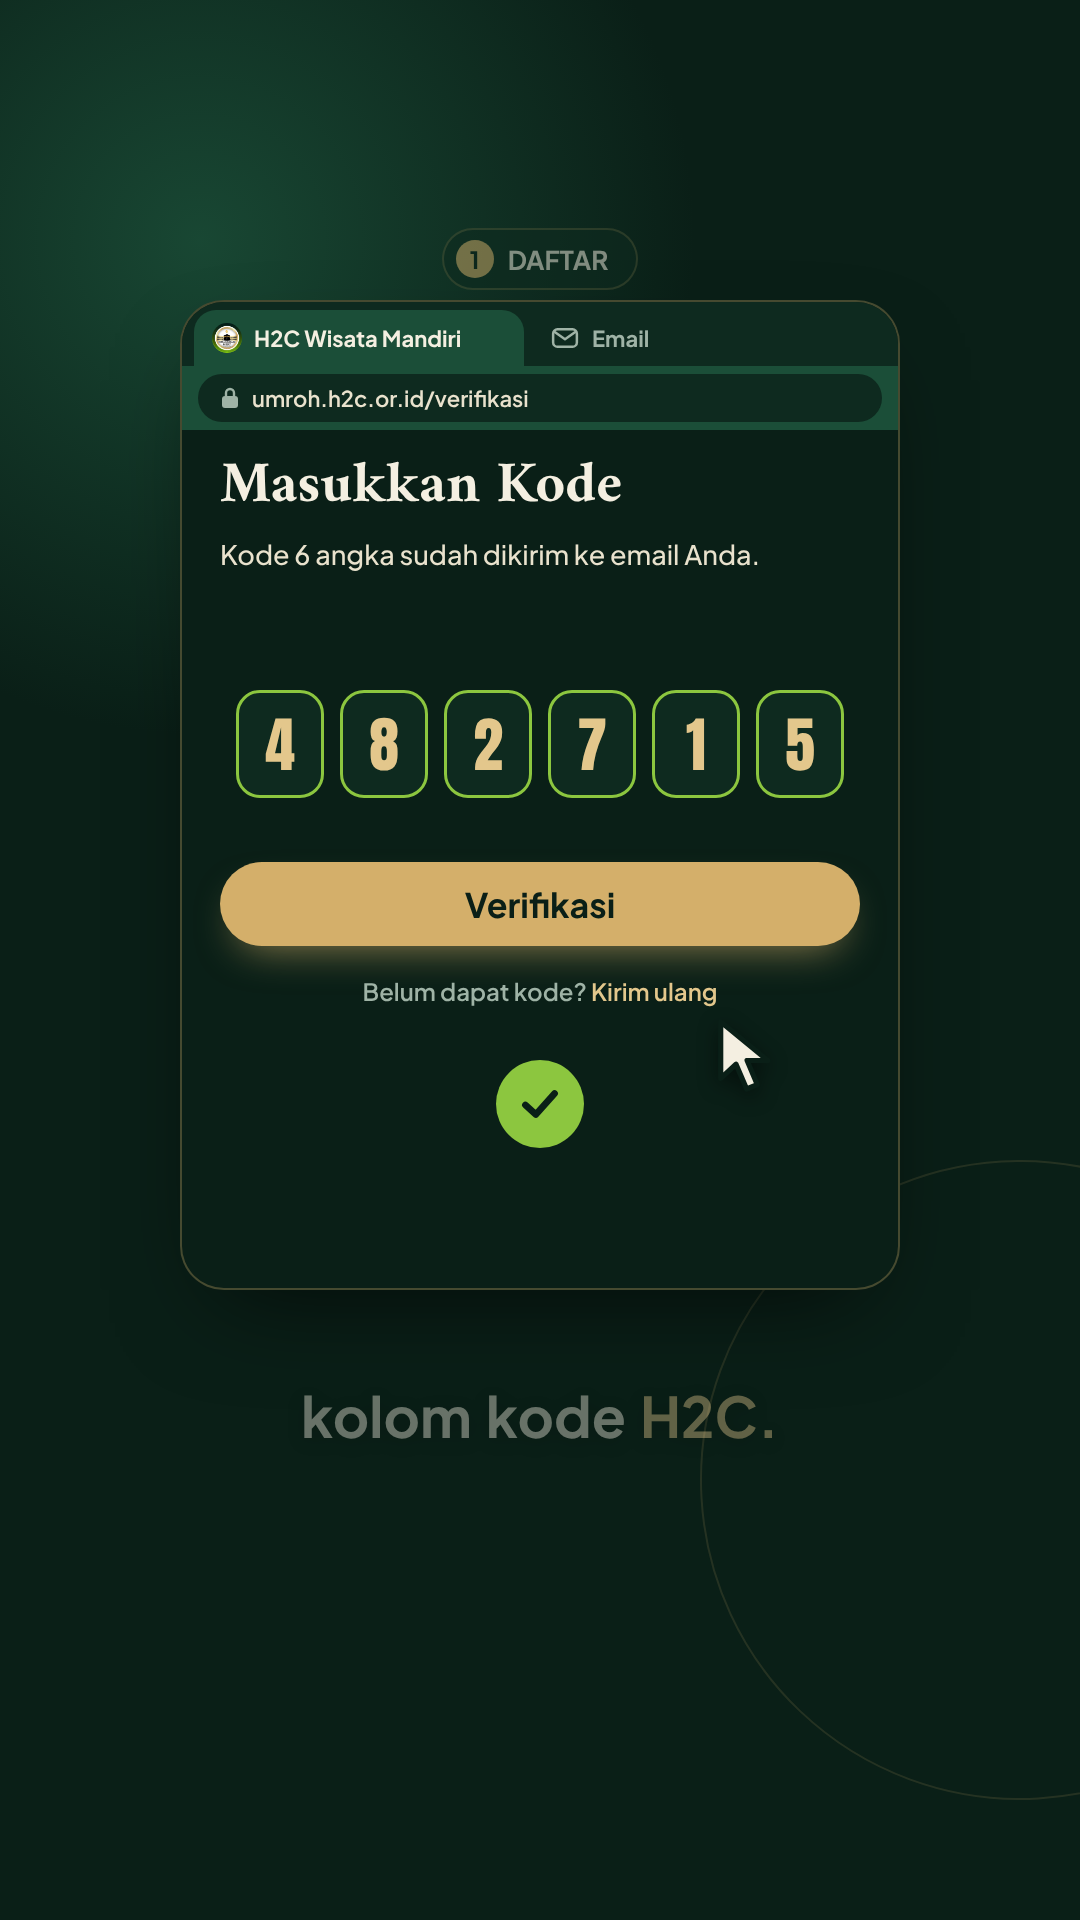 1 DAFTAR
H2C Wisata Mandiri
Email
umroh.h2c.or.id/verifikasi
Masukkan Kode
Kode 6 angka sudah dikirim ke email Anda.
4 8 2 7 1 5
Verifikasi
Belum dapat kode? Kirim ulang
kolom kode H2C.